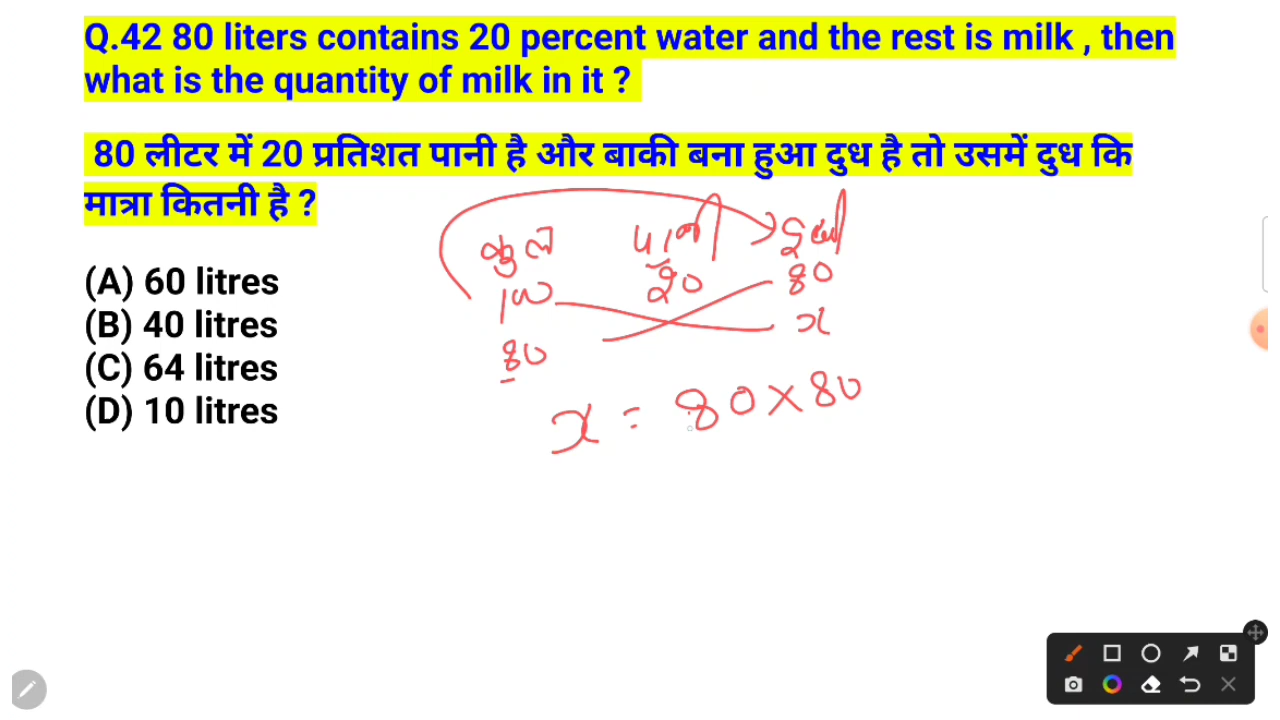 Q.42 80 liters contains 20 percent water and the rest is milk , then
what is the quantity of milk in it ?
80 लीटर में 20 प्रतिशत पानी है और बाकी बना हुआ दुध है तो उसमें दुध कि
मात्रा कितनी है ?
(A) 60 litres
(B) 40 litres
(C) 64 litres
(D) 10 litres
कुल पानी
100 20 80
80 x
x = 80 × 80